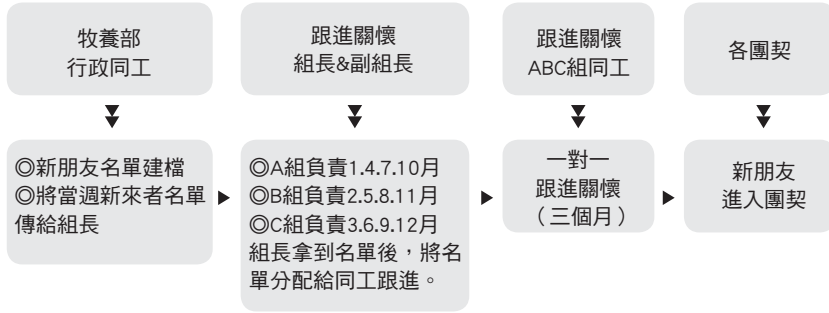 牧養部
行政同工
跟進關懷
組長&副組長
跟進關懷
ABC組同工
各團契
◎新朋友名單建檔
◎將當週新來者名單
傳給組長
◎A組負責1.4.7.10月
◎B組負責2.5.8.11月
◎C組負責3.6.9.12月
組長拿到名單後，將名
單分配給同工跟進。
一對一
跟進關懷
（三個月）
新朋友
進入團契